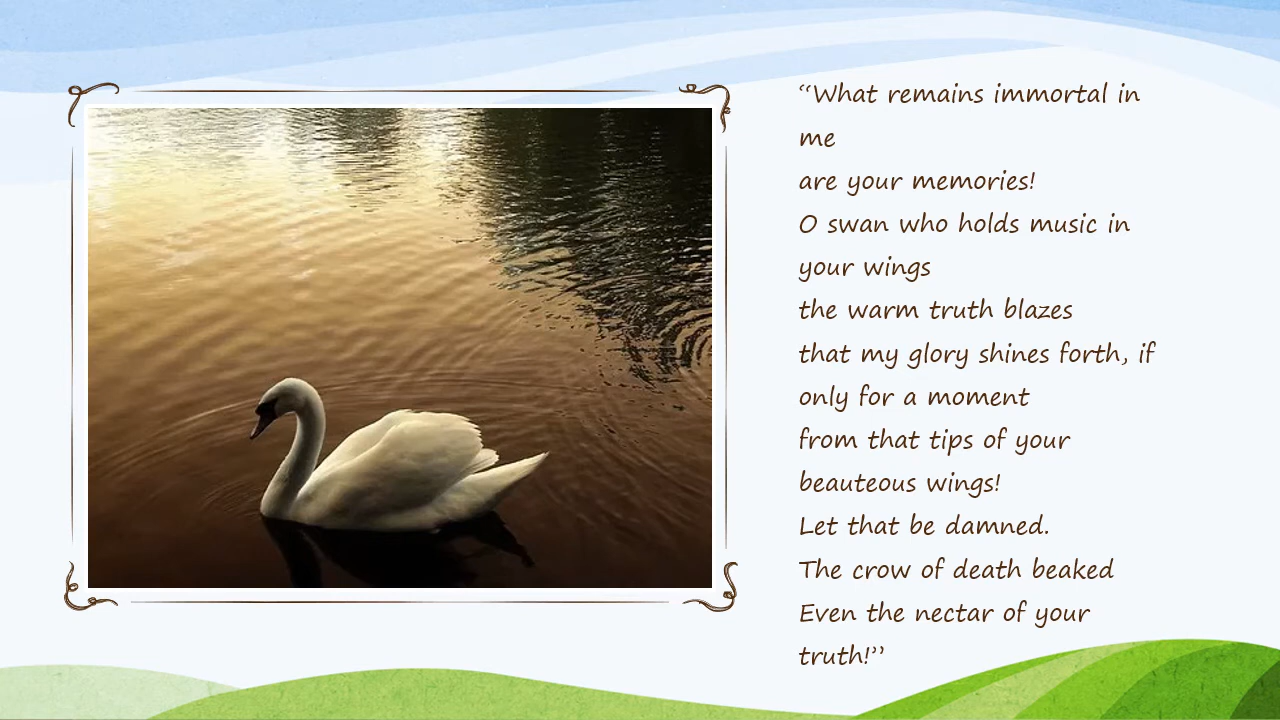 “What remains immortal in
me
are your memories!
O swan who holds music in
your wings
the warm truth blazes
that my glory shines forth, if
only for a moment
from that tips of your
beauteous wings!
Let that be damned.
The crow of death beaked
Even the nectar of your
truth!”